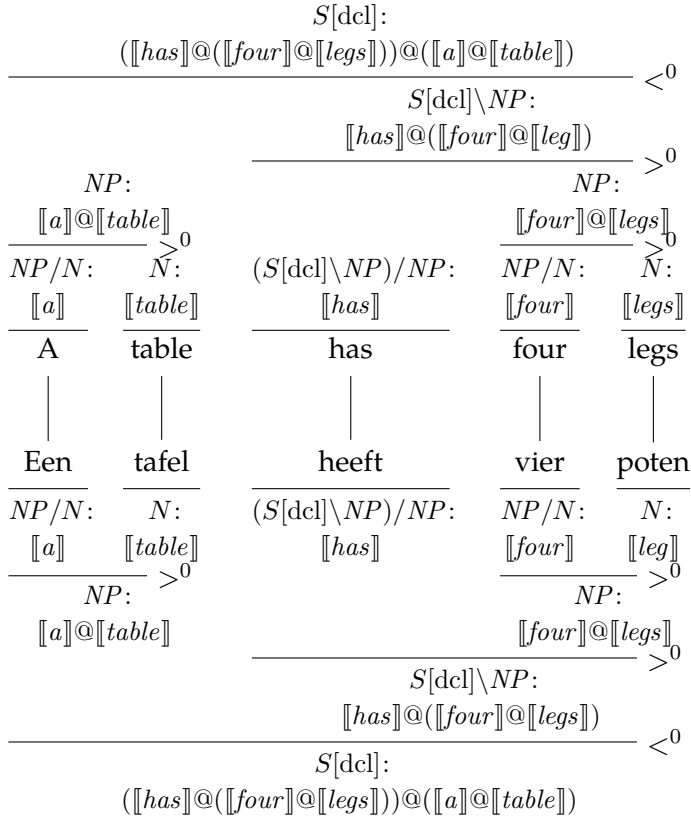 S[dcl]:
(⟦has⟧@(⟦four⟧@⟦legs⟧))@(⟦a⟧@⟦table⟧)
<⁰
S[dcl]\NP:
⟦has⟧@(⟦four⟧@⟦leg⟧)
>⁰
NP: NP:
⟦a⟧@⟦table⟧ ⟦four⟧@⟦legs⟧
>⁰ >⁰
NP/N: N: (S[dcl]\NP)/NP: NP/N: N:
⟦a⟧ ⟦table⟧ ⟦has⟧ ⟦four⟧ ⟦legs⟧
A table has four legs
Een tafel heeft vier poten
NP/N: N: (S[dcl]\NP)/NP: NP/N: N:
⟦a⟧ ⟦table⟧ ⟦has⟧ ⟦four⟧ ⟦leg⟧
>⁰ >⁰
NP: NP:
⟦a⟧@⟦table⟧ ⟦four⟧@⟦legs⟧
>⁰
S[dcl]\NP:
⟦has⟧@(⟦four⟧@⟦legs⟧)
<⁰
S[dcl]:
(⟦has⟧@(⟦four⟧@⟦legs⟧))@(⟦a⟧@⟦table⟧)